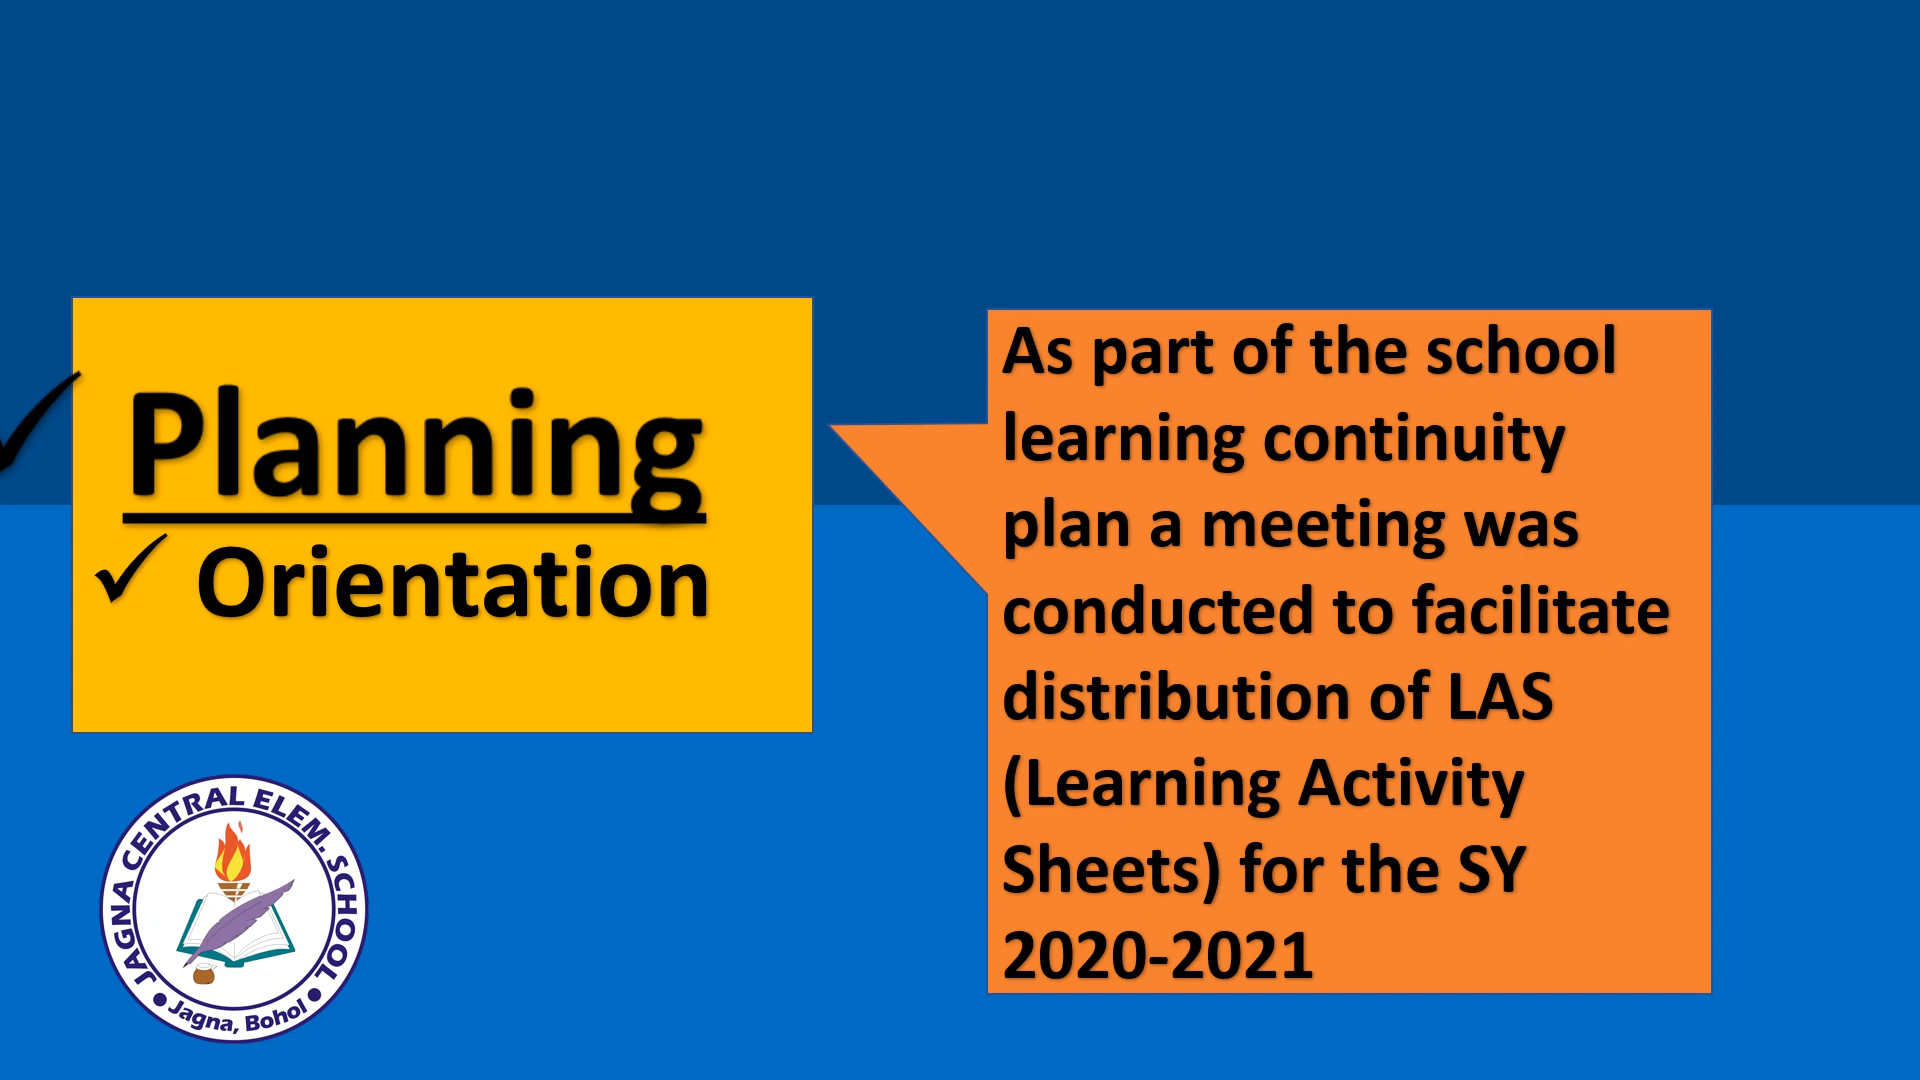 ✓ Planning
✓ Orientation
As part of the school
learning continuity
plan a meeting was
conducted to facilitate
distribution of LAS
(Learning Activity
Sheets) for the SY
2020-2021
JAGNA CENTRAL ELEM. SCHOOL
Jagna, Bohol